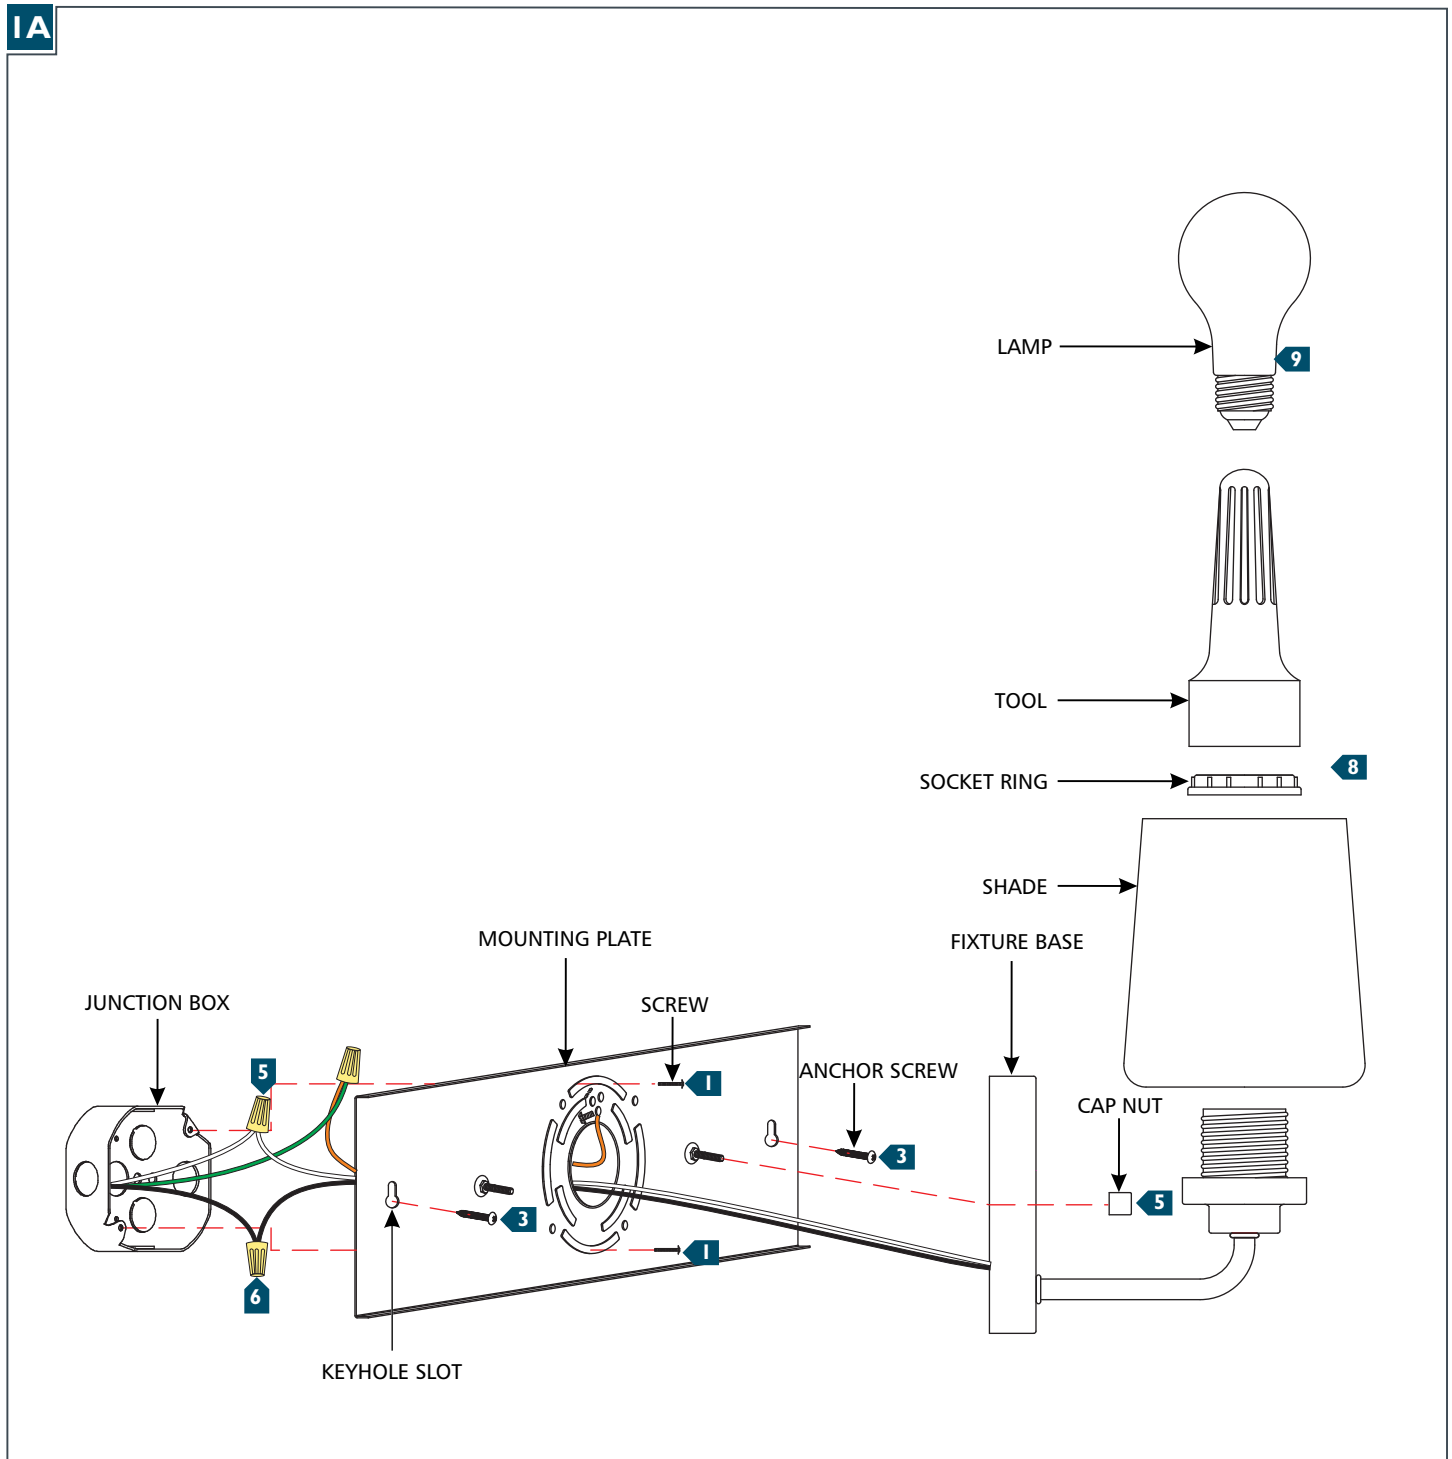 1A
LAMP
9
TOOL
8
SOCKET RING
SHADE
MOUNTING PLATE
FIXTURE BASE
JUNCTION BOX
SCREW
5
1
ANCHOR SCREW
CAP NUT
3
5
3
1
6
KEYHOLE SLOT